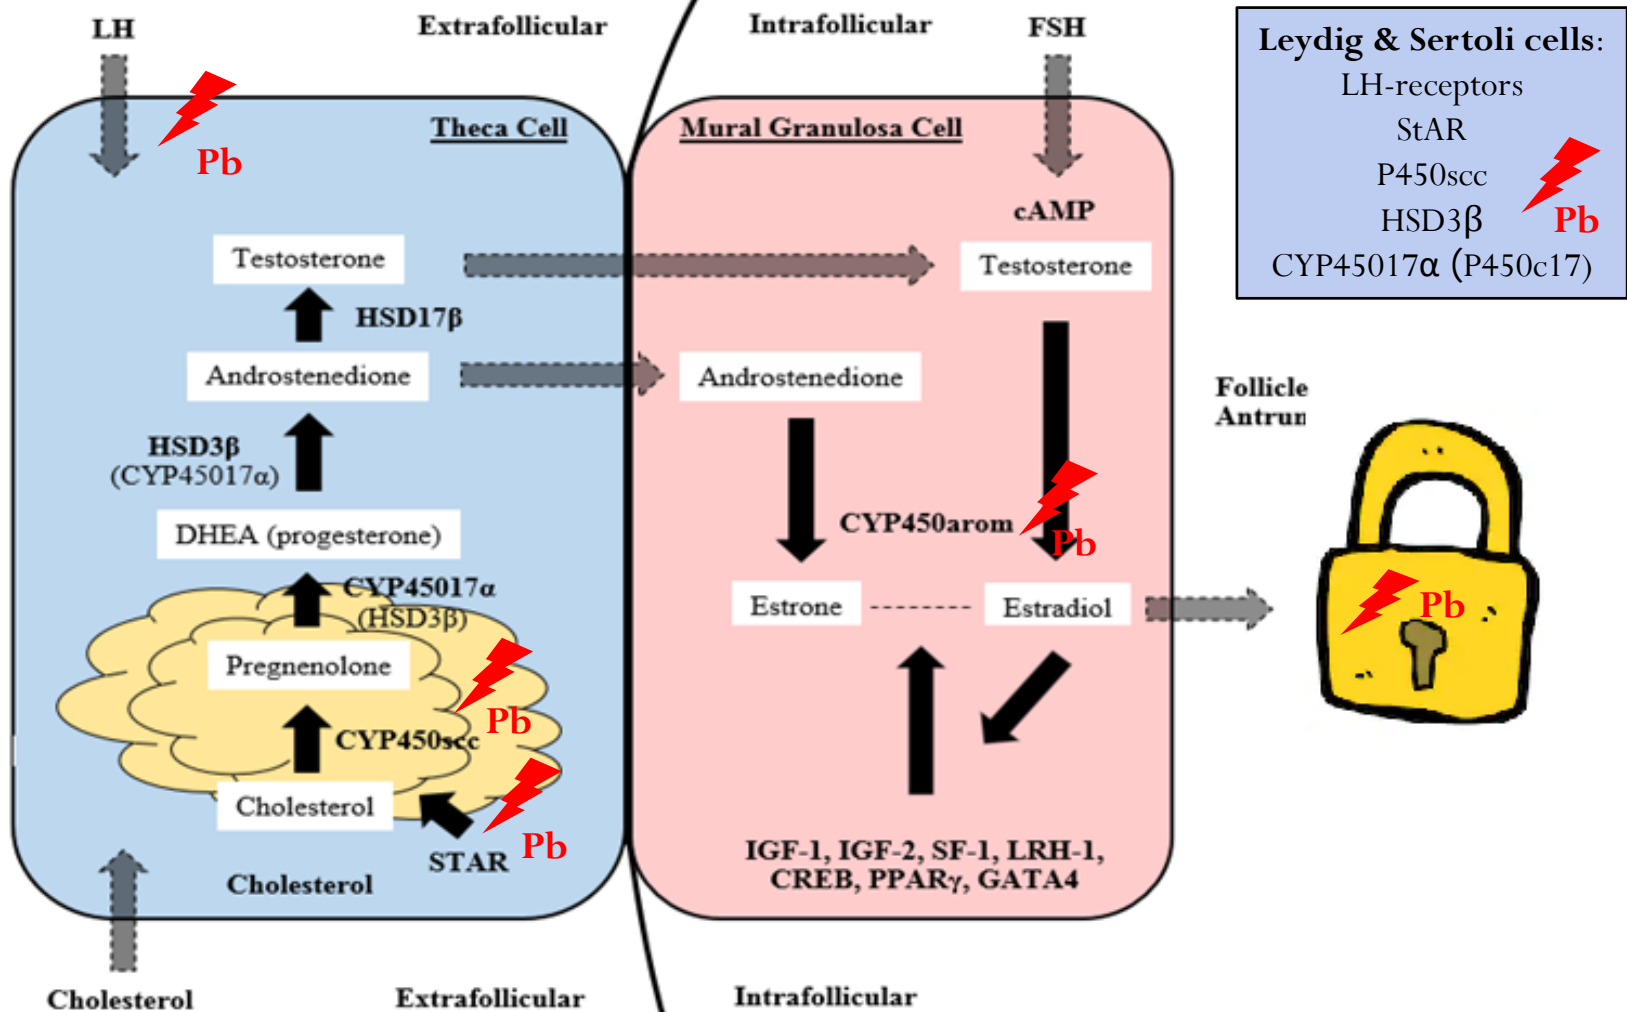 LH
Extrafollicular
Intrafollicular
FSH
Pb
Theca Cell
Mural Granulosa Cell
cAMP
Testosterone
Testosterone
HSD17β
Androstenedione
Androstenedione
HSD3β
(CYP45017α)
DHEA (progesterone)
CYP45017α
(HSD3β)
Pregnenolone
Pb
CYP450scc
Cholesterol
Pb
STAR
Cholesterol
Cholesterol
Extrafollicular
CYP450arom
Pb
Estrone
Estradiol
IGF-1, IGF-2, SF-1, LRH-1,
CREB, PPARγ, GATA4
Intrafollicular
Leydig & Sertoli cells:
LH-receptors
StAR
P450scc
HSD3β
Pb
CYP45017α (P450c17)
Follicle
Antrun
Pb